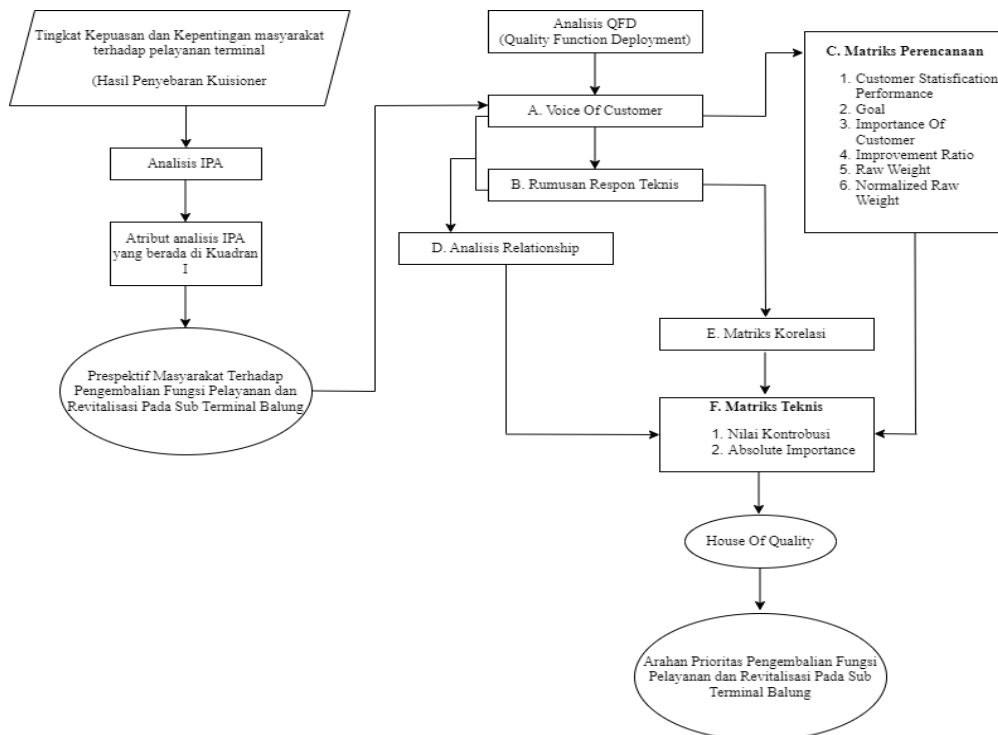 Tingkat Kepuasan dan Kepentingan masyarakat
terhadap pelayanan terminal
(Hasil Penyebaran Kuisioner
Analisis IPA
Atribut analisis IPA
yang berada di Kuadran
I
Prespektif Masyarakat Terhadap
Pengembalian Fungsi Pelayanan dan
Revitalisasi Pada Sub Terminal Balung
Analisis QFD
(Quality Function Deployment)
A. Voice Of Customer
B. Rumusan Respon Teknis
C. Matriks Perencanaan
1. Customer Statisfication
Performance
2. Goal
3. Importance Of
Customer
4. Improvement Ratio
5. Raw Weight
6. Normalized Raw
Weight
D. Analisis Relationship
E. Matriks Korelasi
F. Matriks Teknis
1. Nilai Kontrobusi
2. Absolute Importance
House Of Quality
Arahan Prioritas Pengembalian Fungsi
Pelayanan dan Revitalisasi Pada Sub
Terminal Balung